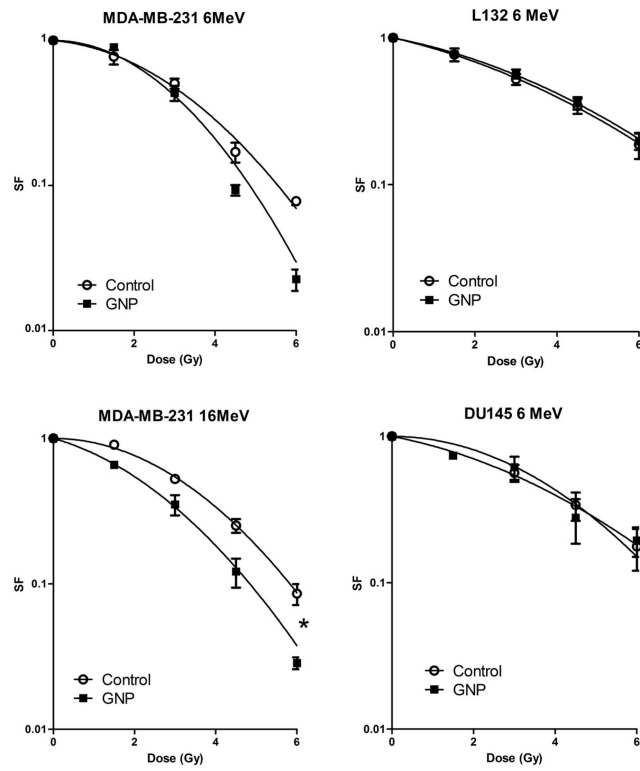 MDA-MB-231 6MeV
1
0.1
0.01
SF
0
2
4
6
Dose (Gy)
Control
GNP
L132 6 MeV
1
0.1
0.01
SF
0
2
4
6
Dose (Gy)
Control
GNP
MDA-MB-231 16MeV
1
0.1
0.01
SF
0
2
4
6
Dose (Gy)
Control
GNP
*
DU145 6 MeV
1
0.1
0.01
SF
0
2
4
6
Dose (Gy)
Control
GNP